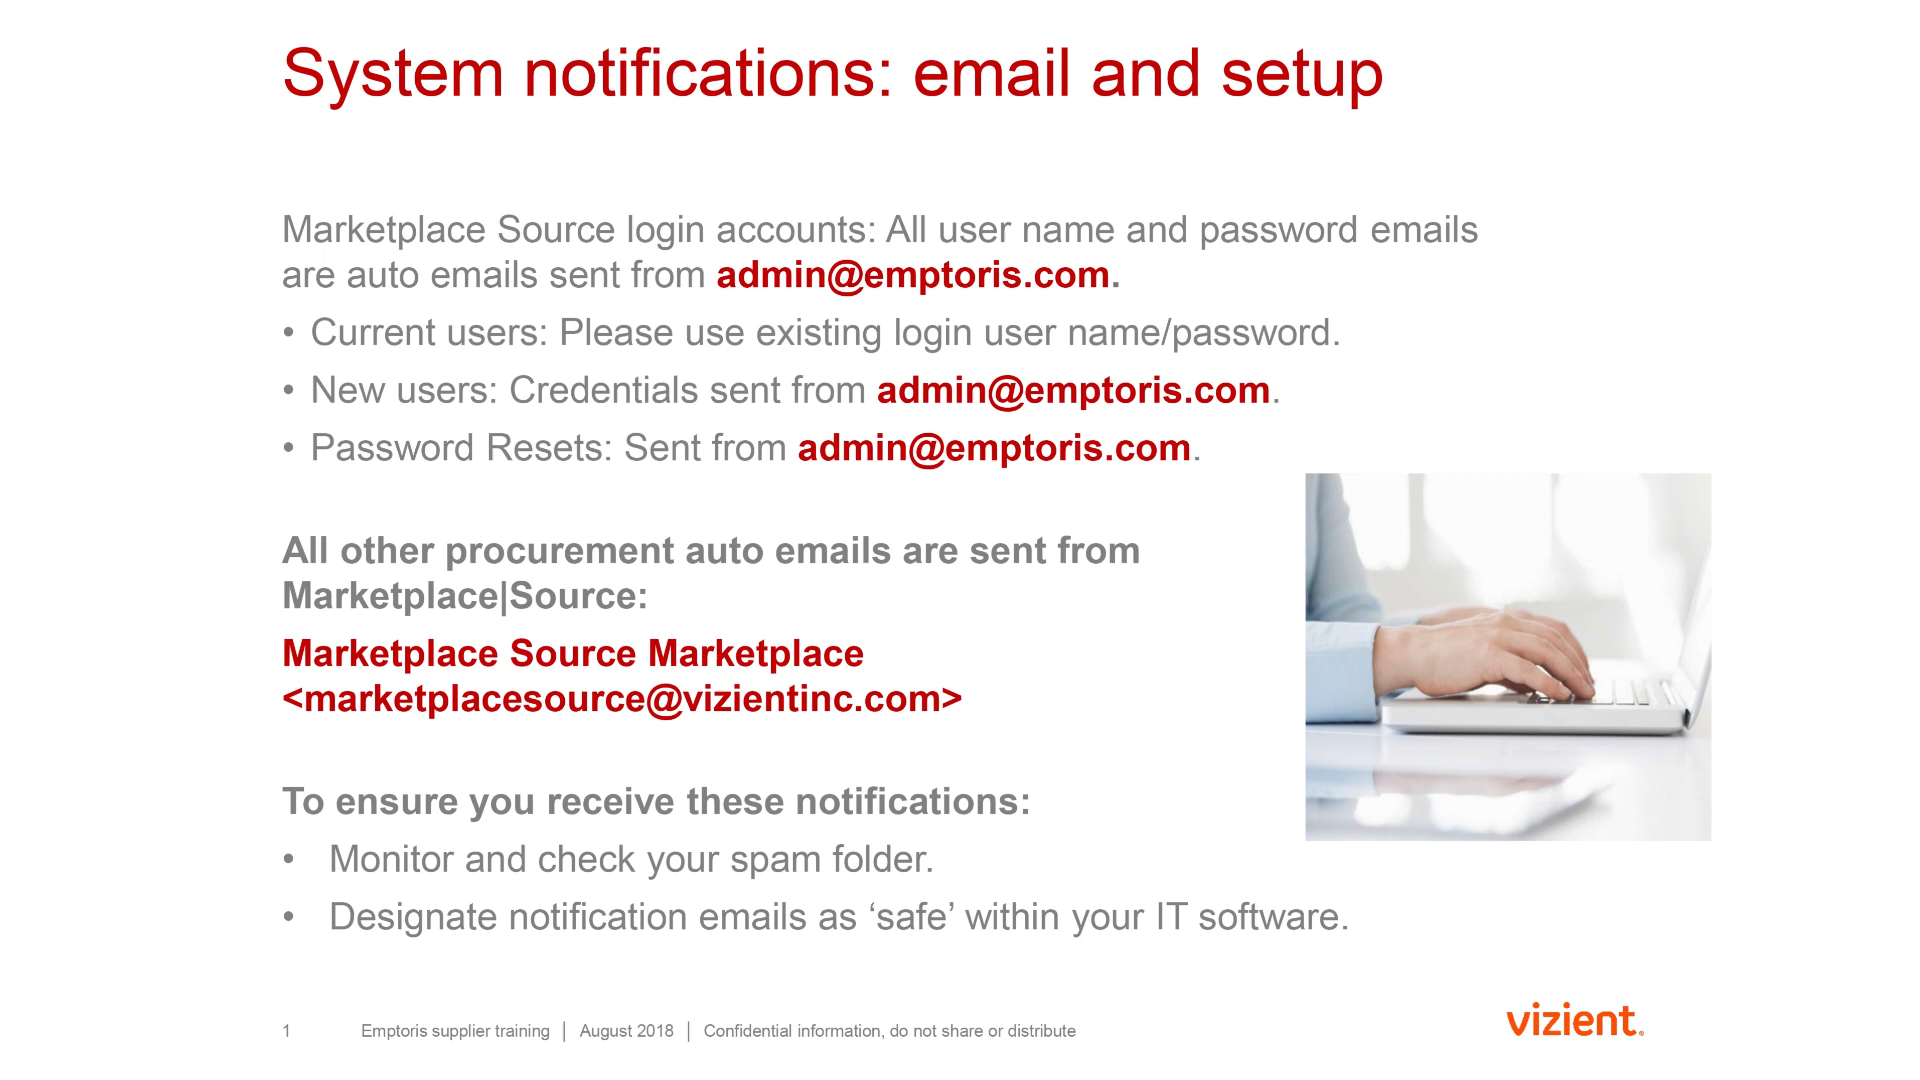 System notifications: email and setup
Marketplace Source login accounts: All user name and password emails
are auto emails sent from admin@emptoris.com.
• Current users: Please use existing login user name/password.
• New users: Credentials sent from admin@emptoris.com.
• Password Resets: Sent from admin@emptoris.com.
All other procurement auto emails are sent from
Marketplace|Source:
Marketplace Source Marketplace
<marketplacesource@vizientinc.com>
To ensure you receive these notifications:
• Monitor and check your spam folder.
• Designate notification emails as ‘safe’ within your IT software.
1 Emptoris supplier training | August 2018 | Confidential information, do not share or distribute
vizient®